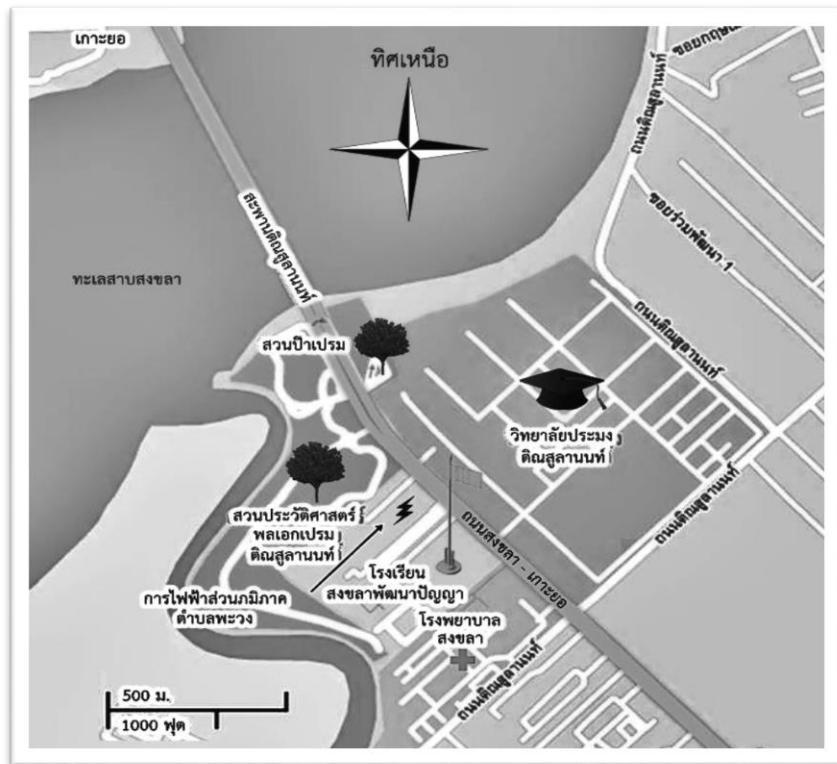 เกาะยอ
ทิศเหนือ
ถนนติณสูลานนท์
สะพานติณสูลานนท์
ซอยร่วมพัฒนา 1
ทะเลสาบสงขลา
ถนนติณสูลานนท์
สวนป๋าเปรม
วิทยาลัยประมง
ติณสูลานนท์
ถนนติณสูลานนท์
สวนประวัติศาสตร์
พลเอกเปรม
ติณสูลานนท์
ถนนสงขลา - เกาะยอ
โรงเรียน
สงขลาพัฒนาปัญญา
การไฟฟ้าส่วนภูมิภาค
ตำบลพะวง
โรงพยาบาล
สงขลา
ถนนติณสูลานนท์
500 ม.
1000 ฟุต